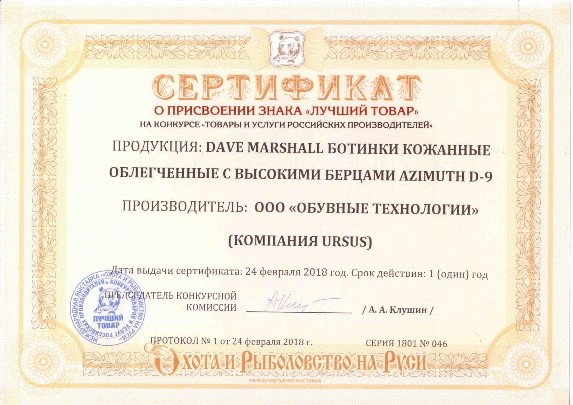 СЕРТИФИКАТ
О ПРИСВОЕНИИ ЗНАКА «ЛУЧШИЙ ТОВАР»
НА КОНКУРСЕ «ТОВАРЫ И УСЛУГИ РОССИЙСКИХ ПРОИЗВОДИТЕЛЕЙ»
ПРОДУКЦИЯ: DAVE MARSHALL БОТИНКИ КОЖАННЫЕ
ОБЛЕГЧЕННЫЕ С ВЫСОКИМИ БЕРЦАМИ AZIMUTH D-9
ПРОИЗВОДИТЕЛЬ: ООО «ОБУВНЫЕ ТЕХНОЛОГИИ»
(КОМПАНИЯ URSUS)
Дата выдачи сертификата: 24 февраля 2018 год. Срок действия: 1 (один) год
ПРЕДСЕДАТЕЛЬ КОНКУРСНОЙ
КОМИССИИ / А. А. Клушин /
ЛУЧШИЙ
ТОВАР
ПРОТОКОЛ № 1 от 24 февраля 2018 г. СЕРИЯ 1801 № 046
ОХОТА И РЫБОЛОВСТВО НА РУСИ
МЕЖДУНАРОДНАЯ ВЫСТАВКА